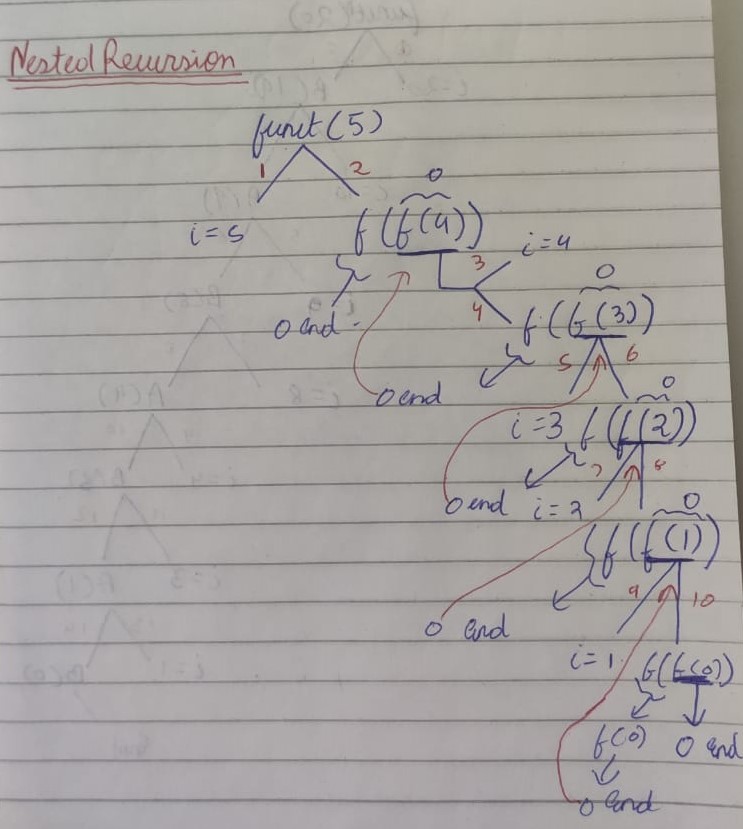 Nested Recursion
funit(5)
1 2 0
i = 5 f(f(4)) i=4
3
0 end 4 0
f(f(3))
0 end 5 6 0
i = 3 f(f(2))
0 end i = 2 7 8 0
f(f(1))
0 end 9 10
i = 1 f(f(0))
f(0) 0 end
0 end